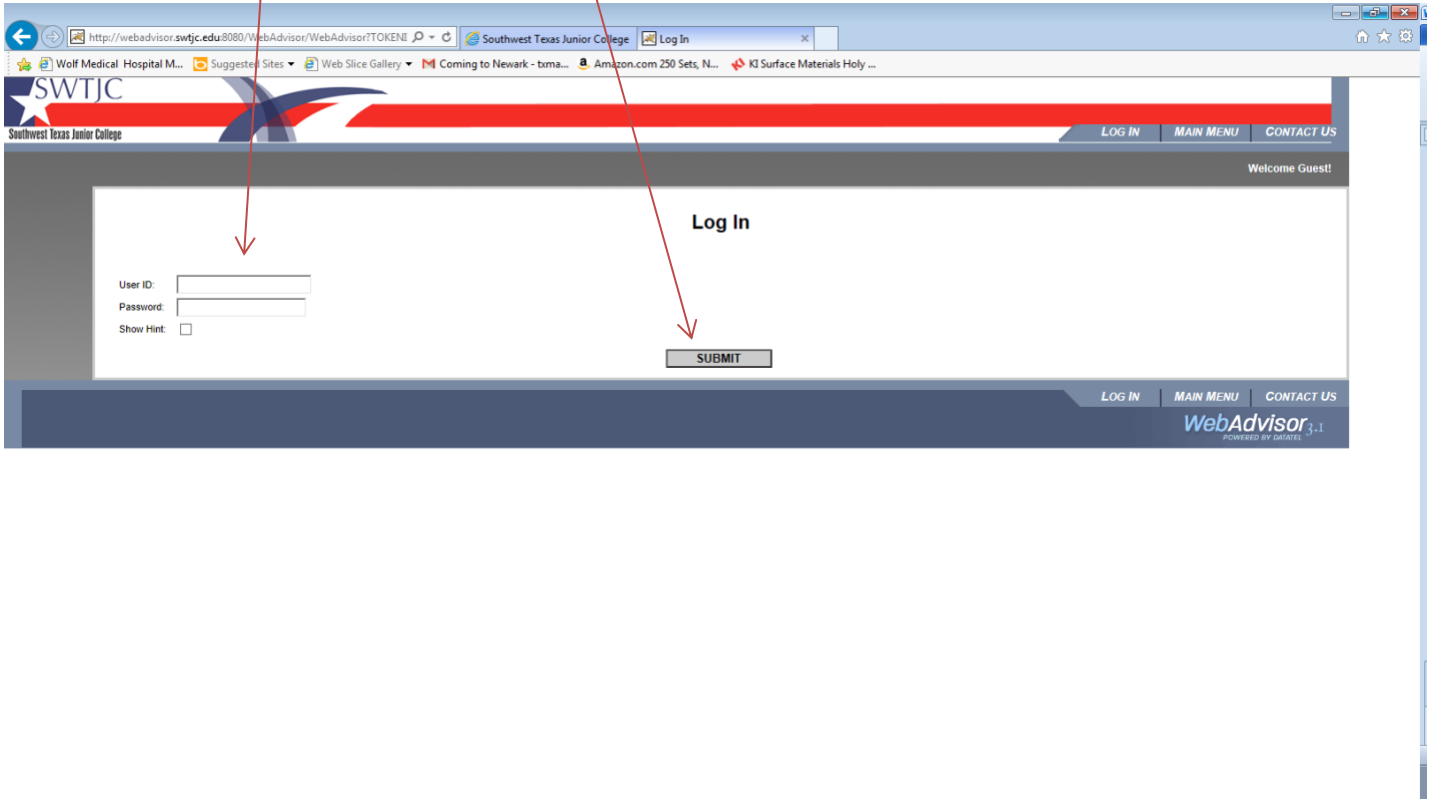 http://webadvisor.swtjc.edu:8080/WebAdvisor/WebAdvisor?TOKENI
Southwest Texas Junior College
Log In
Wolf Medical Hospital M...
Suggested Sites
Web Slice Gallery
Coming to Newark - txma...
Amazon.com 250 Sets, N...
KI Surface Materials Holy ...
SWTJC
Southwest Texas Junior College
LOG IN
MAIN MENU
CONTACT US
Welcome Guest!
Log In
User ID:
Password:
Show Hint:
SUBMIT
LOG IN
MAIN MENU
CONTACT US
WebAdvisor 3.1
POWERED BY DATATEL